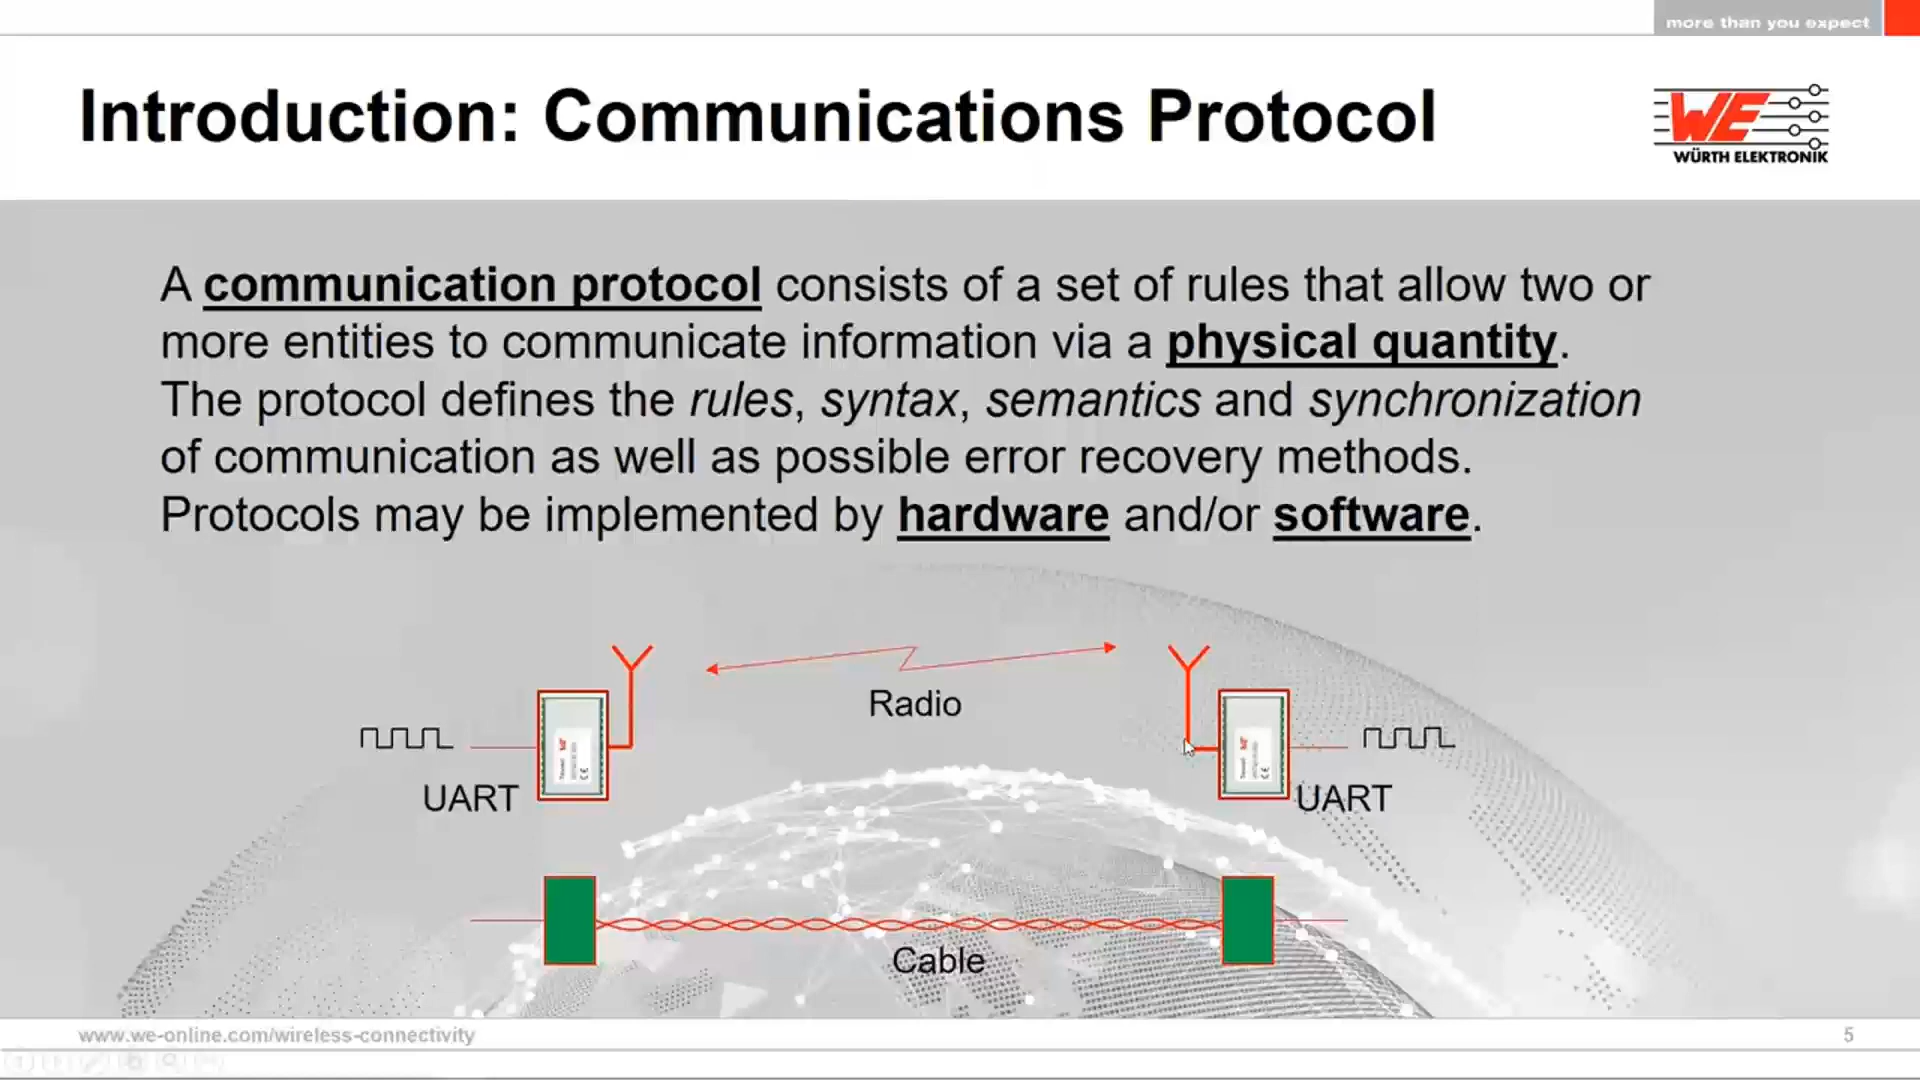 more than you expect
Introduction: Communications Protocol
WE
WÜRTH ELEKTRONIK
A communication protocol consists of a set of rules that allow two or
more entities to communicate information via a physical quantity.
The protocol defines the rules, syntax, semantics and synchronization
of communication as well as possible error recovery methods.
Protocols may be implemented by hardware and/or software.
Radio
UART
UART
Cable
www.we-online.com/wireless-connectivity
5